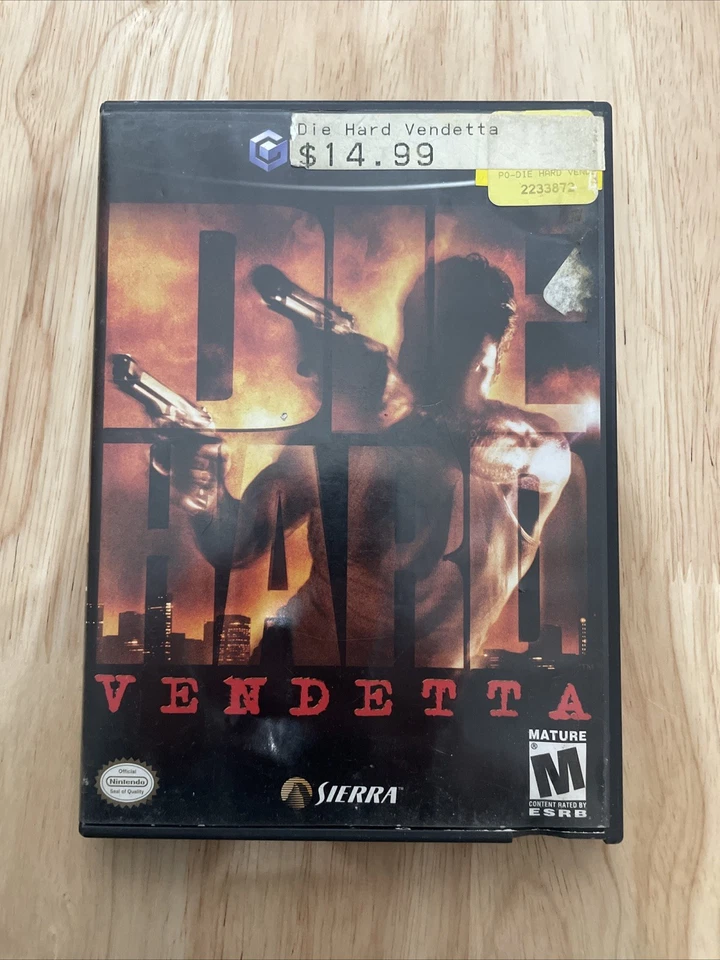 Die Hard Vendetta
$14.99
PO-DIE HARD VEND
2233872
DIE
HARD
VENDETTA
Official
Nintendo
Seal of Quality
SIERRA
MATURE
M
CONTENT RATED BY
ESRB